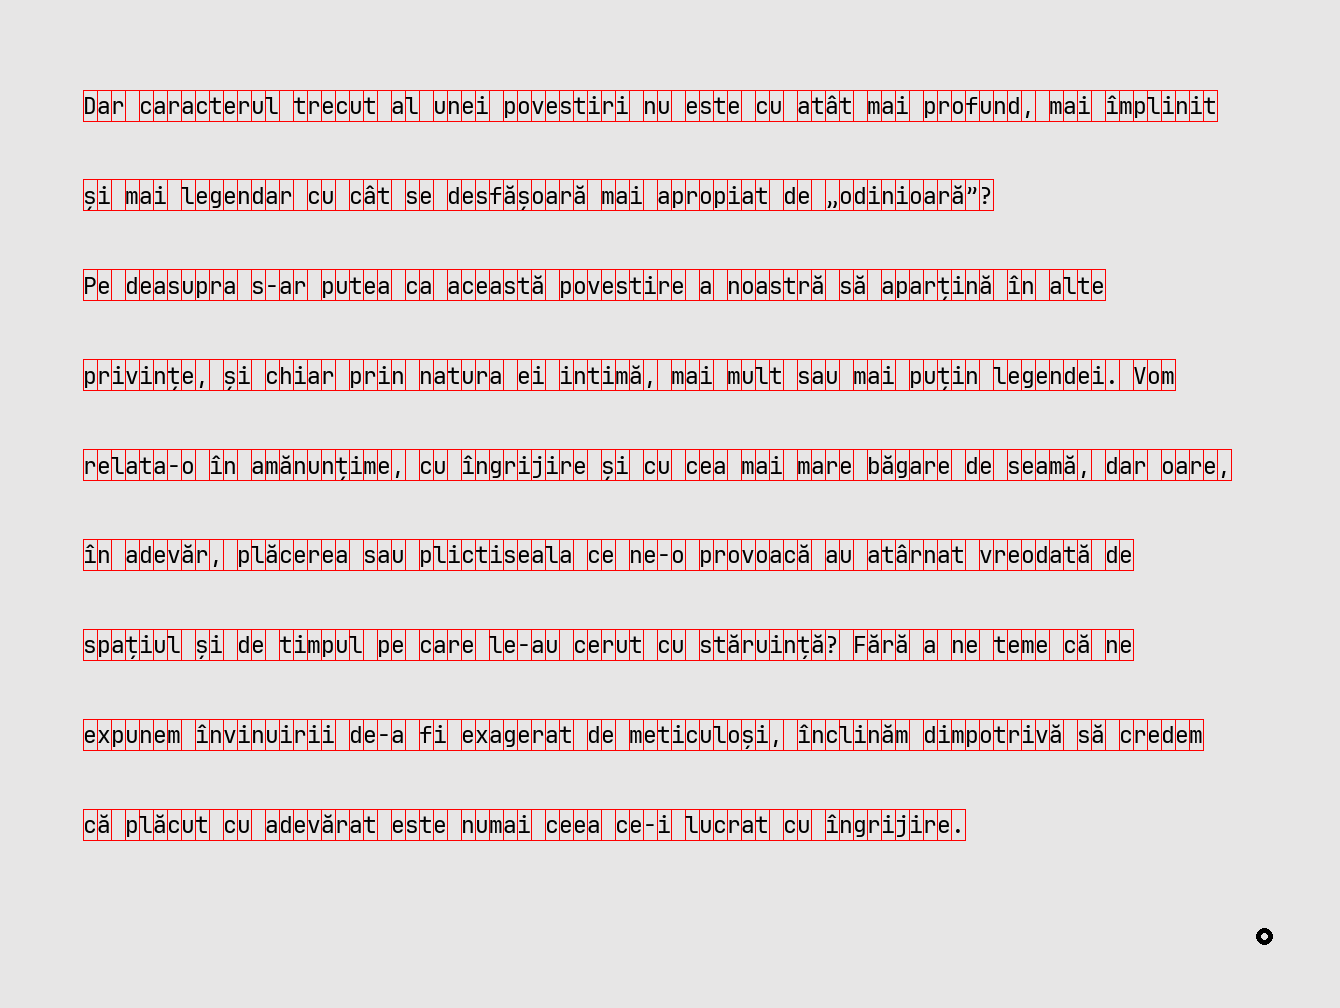 Dar caracterul trecut al unei povestiri nu este cu atât mai profund, mai împlinit
și mai legendar cu cât se desfășoară mai apropiat de „odinioară”?
Pe deasupra s-ar putea ca această povestire a noastră să aparțină în alte
privințe, și chiar prin natura ei intimă, mai mult sau mai puțin legendei. Vom
relata-o în amănunțime, cu îngrijire și cu cea mai mare băgare de seamă, dar oare,
în adevăr, plăcerea sau plictiseala ce ne-o provoacă au atârnat vreodată de
spațiul și de timpul pe care le-au cerut cu stăruință? Fără a ne teme că ne
expunem învinuirii de-a fi exagerat de meticuloși, înclinăm dimpotrivă să credem
că plăcut cu adevărat este numai ceea ce-i lucrat cu îngrijire.